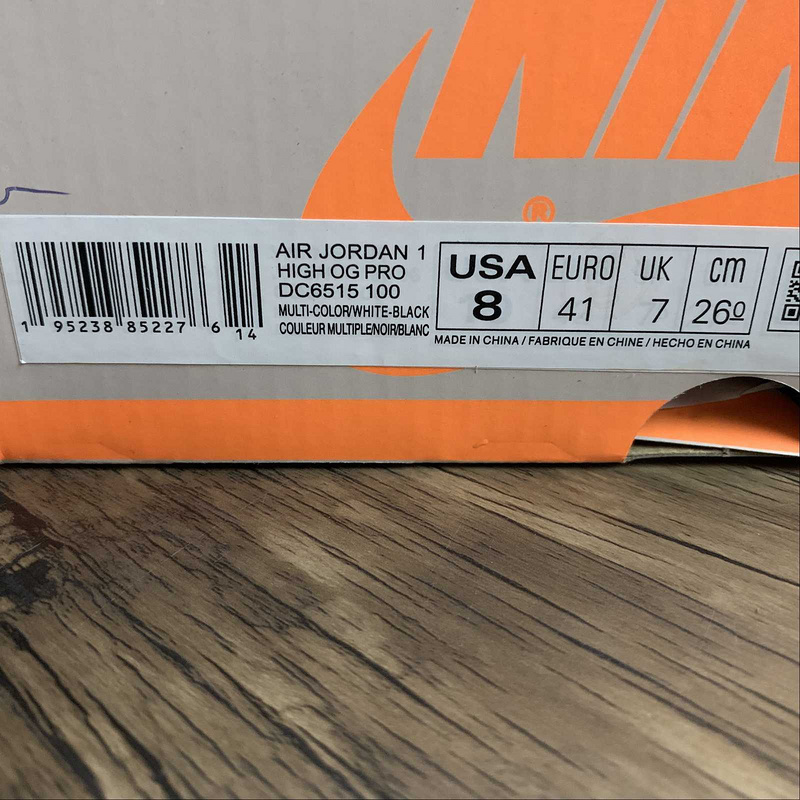 NIK
®
AIR JORDAN 1
HIGH OG PRO
DC6515 100
MULTI-COLOR/WHITE-BLACK
COULEUR MULTIPLE/NOIR/BLANC
1 95238 85227 6 14
USA EURO UK cm
8 41 7 26º
MADE IN CHINA / FABRIQUE EN CHINE / HECHO EN CHINA